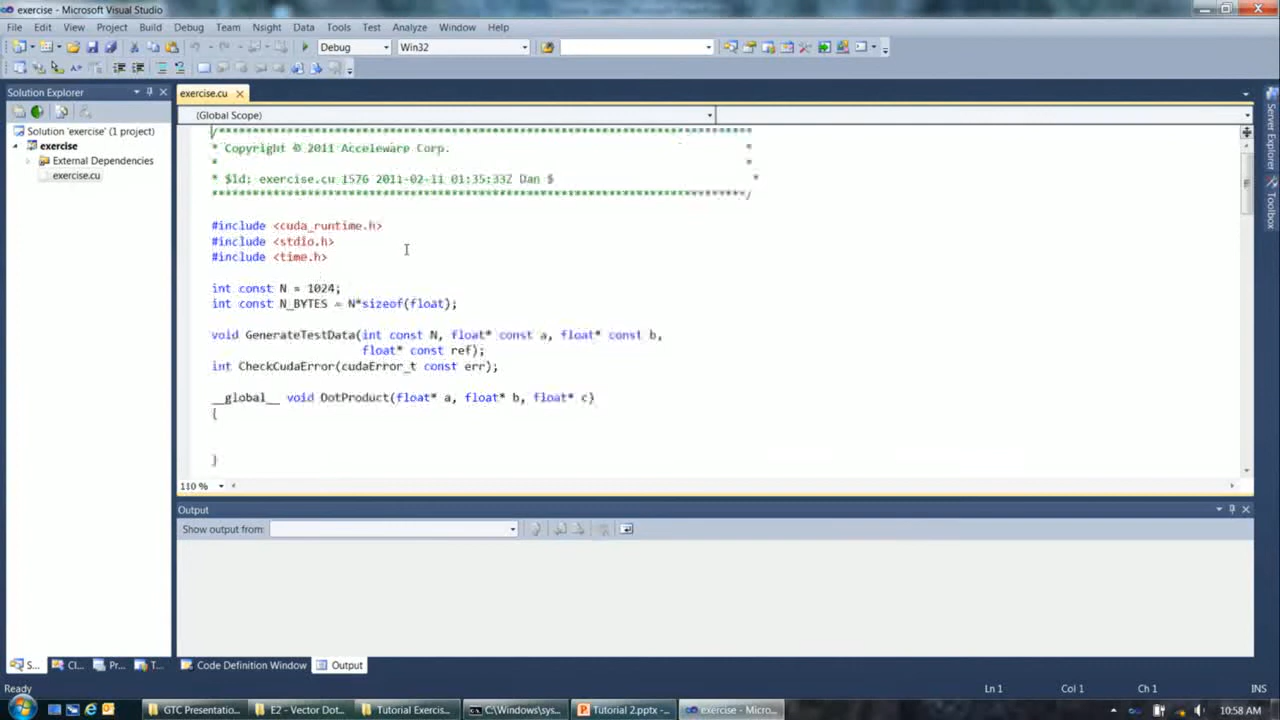 exercise - Microsoft Visual Studio
File Edit View Project Build Debug Team Nsight Data Tools Test Analyze Window Help
Debug Win32
Solution Explorer
exercise.cu
(Global Scope)
Solution 'exercise' (1 project)
exercise
External Dependencies
exercise.cu
/*******************************************************************************
* Copyright © 2011 Acceleware Corp. *
* *
* $Id: exercise.cu 1576 2011-02-11 01:35:33Z Dan $ *
*******************************************************************************/
#include <cuda_runtime.h>
#include <stdio.h>
#include <time.h>
int const N = 1024;
int const N_BYTES = N*sizeof(float);
void GenerateTestData(int const N, float* const a, float* const b,
float* const ref);
int CheckCudaError(cudaError_t const err);
__global__ void DotProduct(float* a, float* b, float* c)
{
}
110 %
Output
Show output from:
Server Explorer
Toolbox
S... Cl... Pr... T... Code Definition Window Output
Ready Ln 1 Col 1 Ch 1 INS
GTC Presentatio... E2 - Vector Dot... Tutorial Exercis... C:\Windows\sys... Tutorial 2.pptx -... exercise - Micro... 10:58 AM